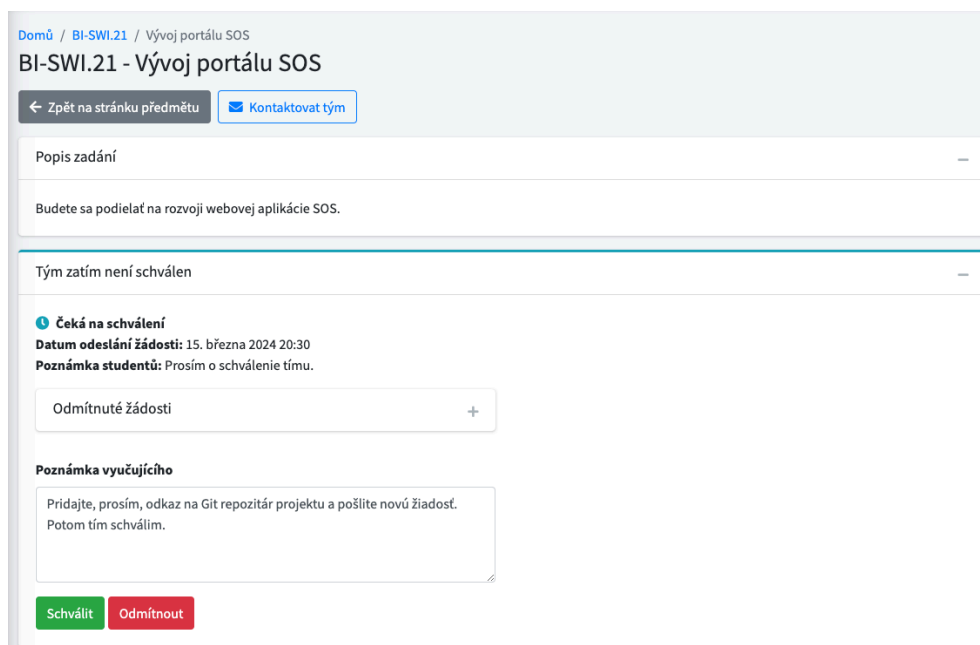 Domů / BI-SWI.21 / Vývoj portálu SOS
BI-SWI.21 - Vývoj portálu SOS
← Zpět na stránku předmětu
Kontaktovat tým
Popis zadání
Budete sa podielať na rozvoji webovej aplikácie SOS.
Tým zatím není schválen
Čeká na schválení
Datum odeslání žádosti: 15. března 2024 20:30
Poznámka studentů: Prosím o schválenie tímu.
Odmítnuté žádosti
Poznámka vyučujícího
Pridajte, prosím, odkaz na Git repozitár projektu a pošlite novú žiadosť.
Potom tím schválim.
Schválit
Odmítnout